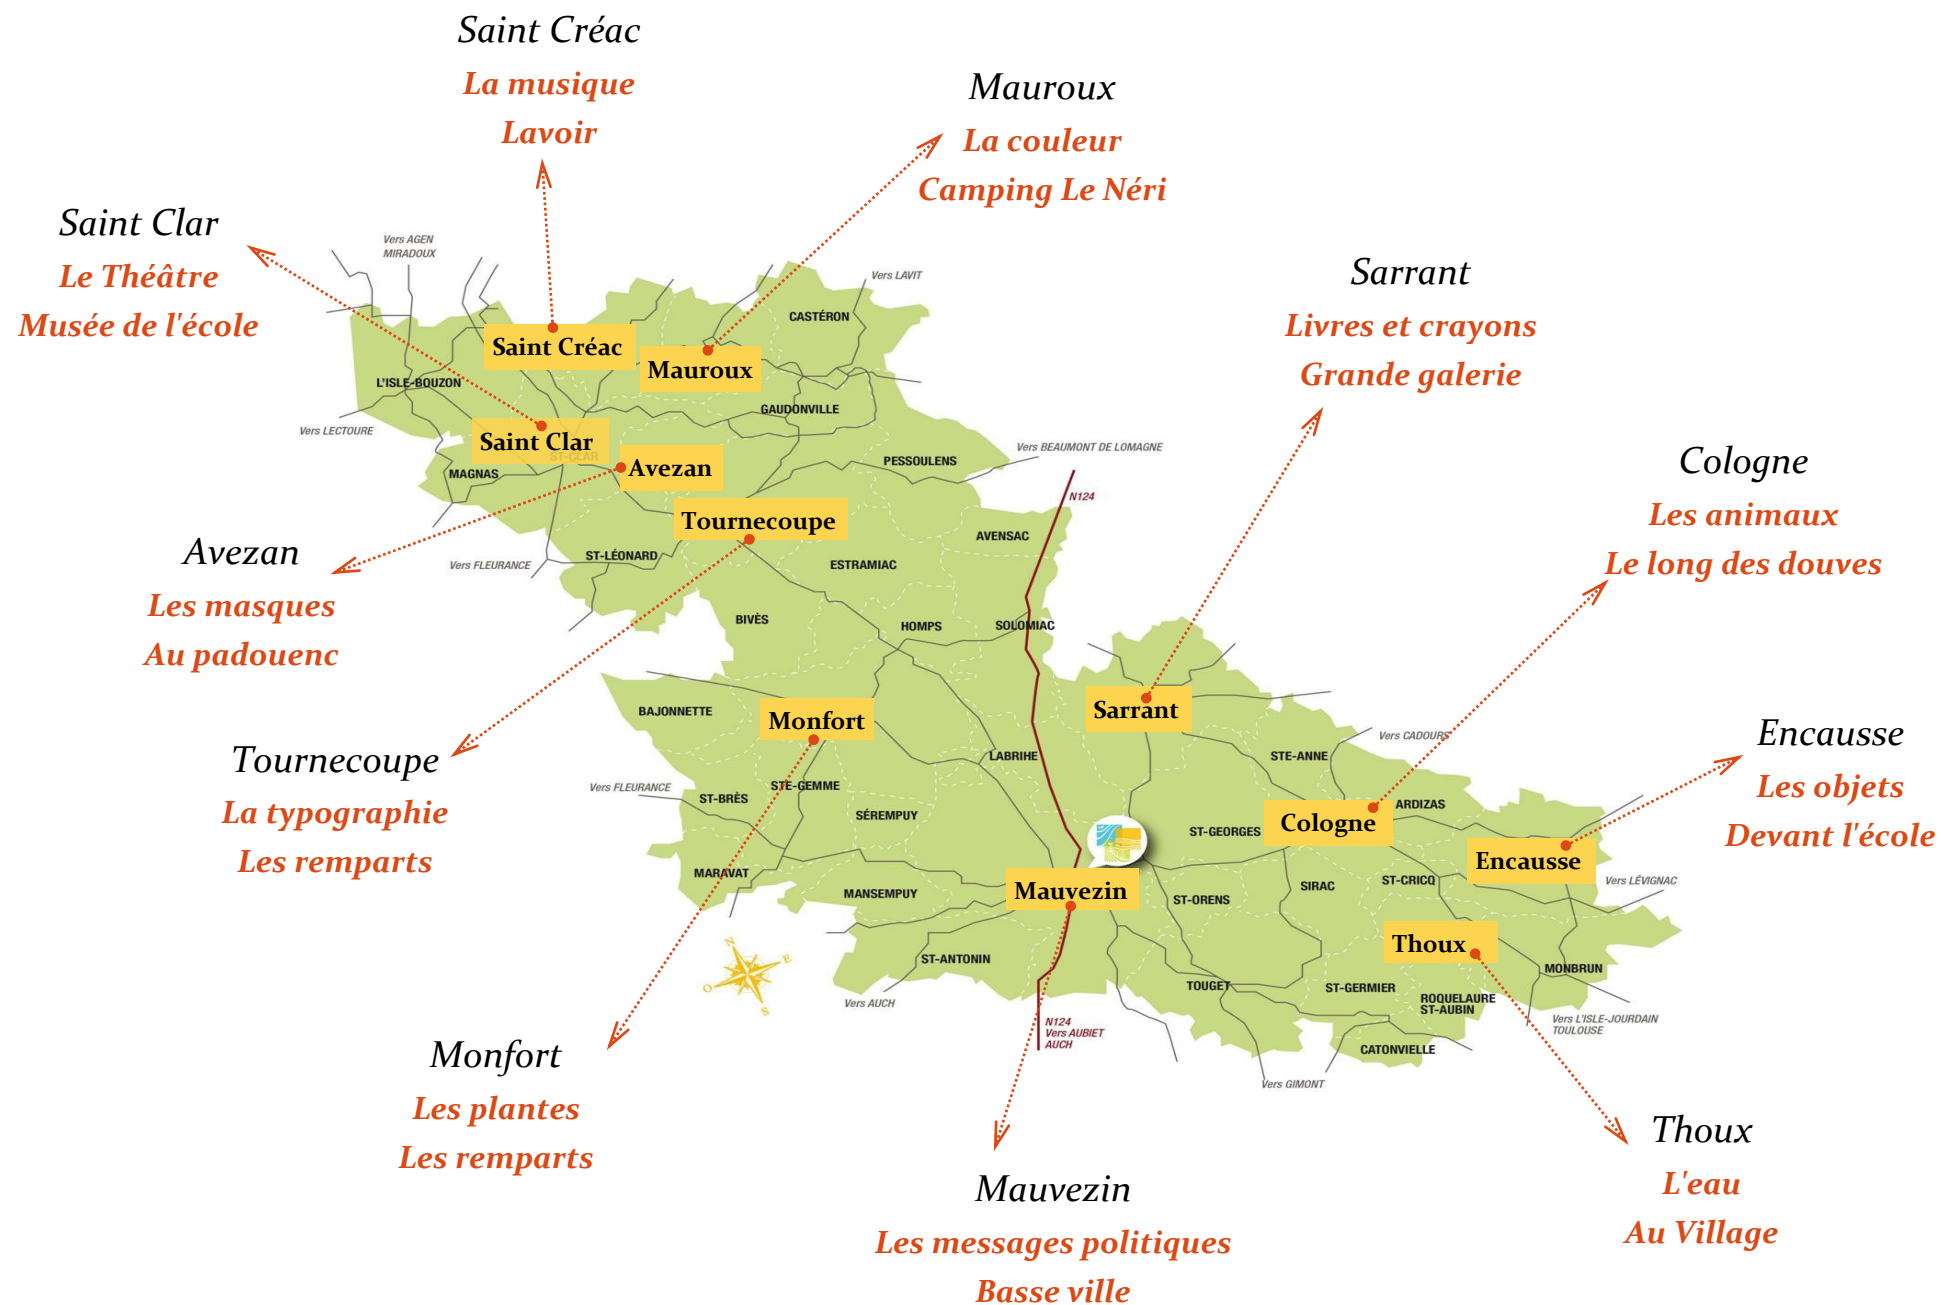 Saint Créac
La musique
Lavoir
Mauroux
La couleur
Camping Le Néri
Saint Clar
Le Théâtre
Musée de l'école
Sarrant
Livres et crayons
Grande galerie
Cologne
Les animaux
Le long des douves
Avezan
Les masques
Au padouenc
Tournecoupe
La typographie
Les remparts
Encausse
Les objets
Devant l'école
Monfort
Les plantes
Les remparts
Mauvezin
Les messages politiques
Basse ville
Thoux
L'eau
Au Village
Vers AGEN
MIRADOUX
Vers LAVIT
CASTÉRON
Saint Créac
Mauroux
L'ISLE-BOUZON
GAUDONVILLE
Vers LECTOURE
Saint Clar
ST-CLAR
Avezan
MAGNAS
PESSOULENS
Vers BEAUMONT DE LOMAGNE
N124
Tournecoupe
AVENSAC
ST-LÉONARD
Vers FLEURANCE
ESTRAMIAC
BIVÈS
HOMPS
SOLOMIAC
BAJONNETTE
Monfort
Sarrant
Vers CADOURS
LABRIHE
STE-ANNE
Vers FLEURANCE
ST-BRÈS
STE-GEMME
SÉREMPUY
ARDIZAS
Cologne
ST-GEORGES
Encausse
MARAVAT
MANSEMPUY
Mauvezin
ST-ORENS
SIRAC
ST-CRICQ
Vers LÉVIGNAC
Thoux
N
E
O
S
ST-ANTONIN
MONBRUN
TOUGET
ST-GERMIER
ROQUELAURE
ST-AUBIN
Vers AUCH
N124
Vers AUBIET
AUCH
Vers L'ISLE-JOURDAIN
TOULOUSE
CATONVIELLE
Vers GIMONT